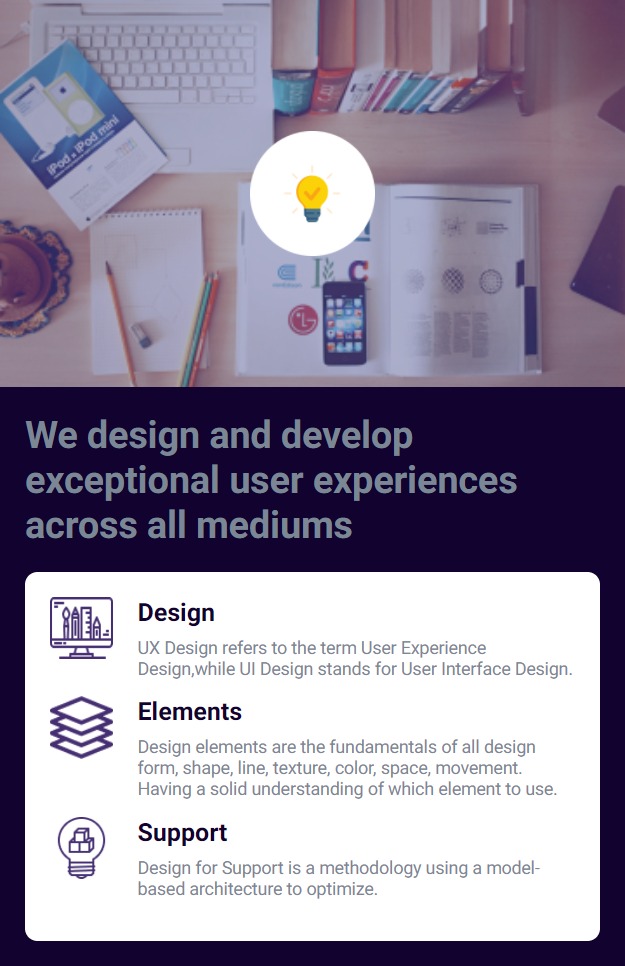 iPod x iPod mini
We design and develop
exceptional user experiences
across all mediums
Design
UX Design refers to the term User Experience
Design,while UI Design stands for User Interface Design.
Elements
Design elements are the fundamentals of all design
form, shape, line, texture, color, space, movement.
Having a solid understanding of which element to use.
Support
Design for Support is a methodology using a model-
based architecture to optimize.